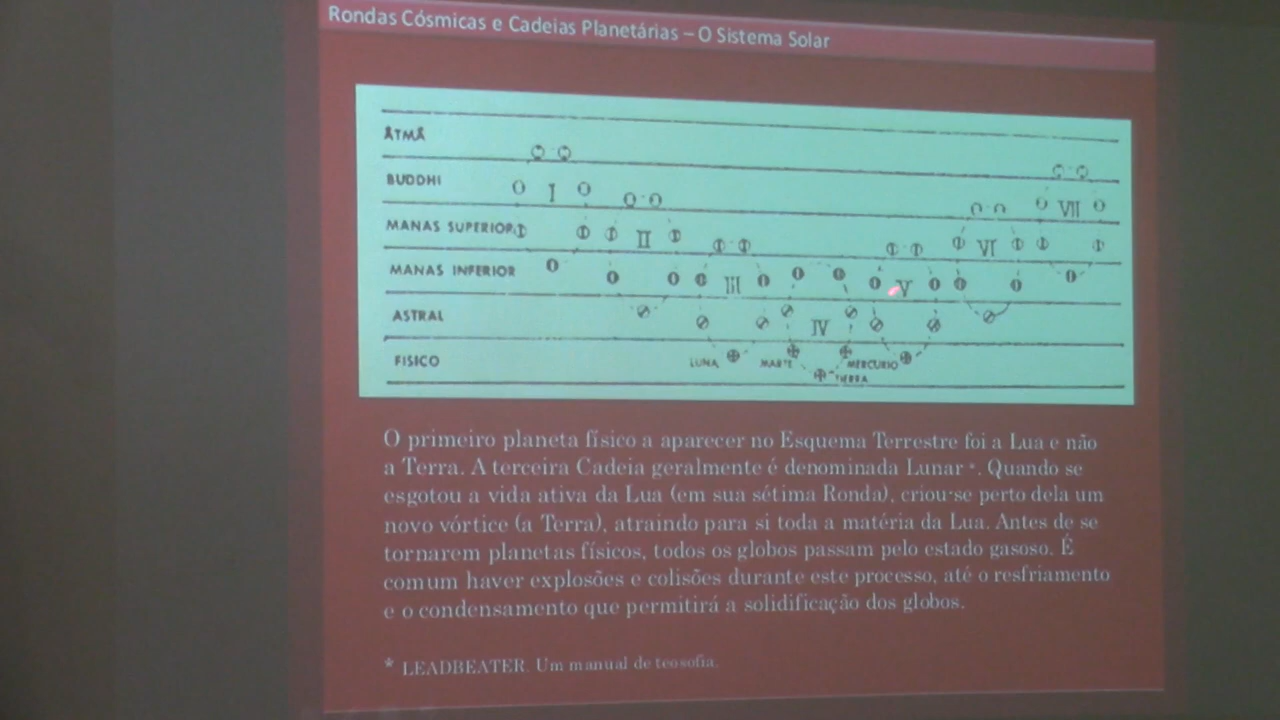 Rondas Cósmicas e Cadeias Planetárias – O Sistema Solar
ÂTMÂ
BUDDHI
I
VII
MANAS SUPERIOR
II
VI
MANAS INFERIOR
III
V
ASTRAL
IV
FISICO
LUNA
MARTE
MERCURIO
TIERRA
O primeiro planeta físico a aparecer no Esquema Terrestre foi a Lua e não
a Terra. A terceira Cadeia geralmente é denominada Lunar *. Quando se
esgotou a vida ativa da Lua (em sua sétima Ronda), criou-se perto dela um
novo vórtice (a Terra), atraindo para si toda a matéria da Lua. Antes de se
tornarem planetas físicos, todos os globos passam pelo estado gasoso. É
comum haver explosões e colisões durante este processo, até o resfriamento
e o condensamento que permitirá a solidificação dos globos.
* LEADBEATER. Um manual de teosofia.